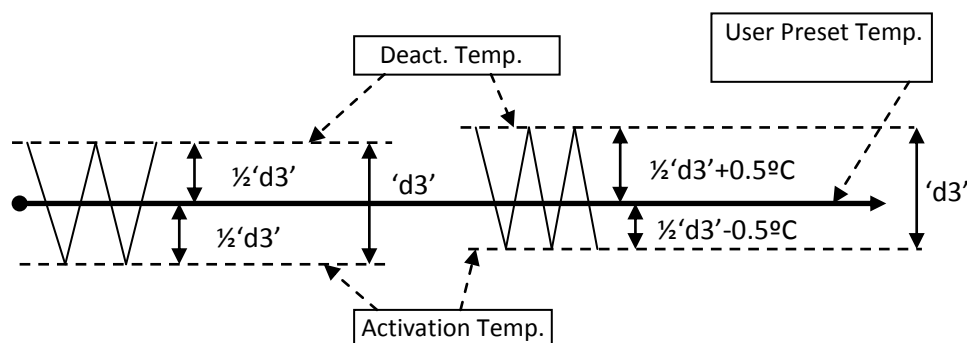 User Preset Temp.
Deact. Temp.
½‘d3’
‘d3’
½‘d3’+0.5ºC
‘d3’
½‘d3’
½‘d3’-0.5ºC
Activation Temp.